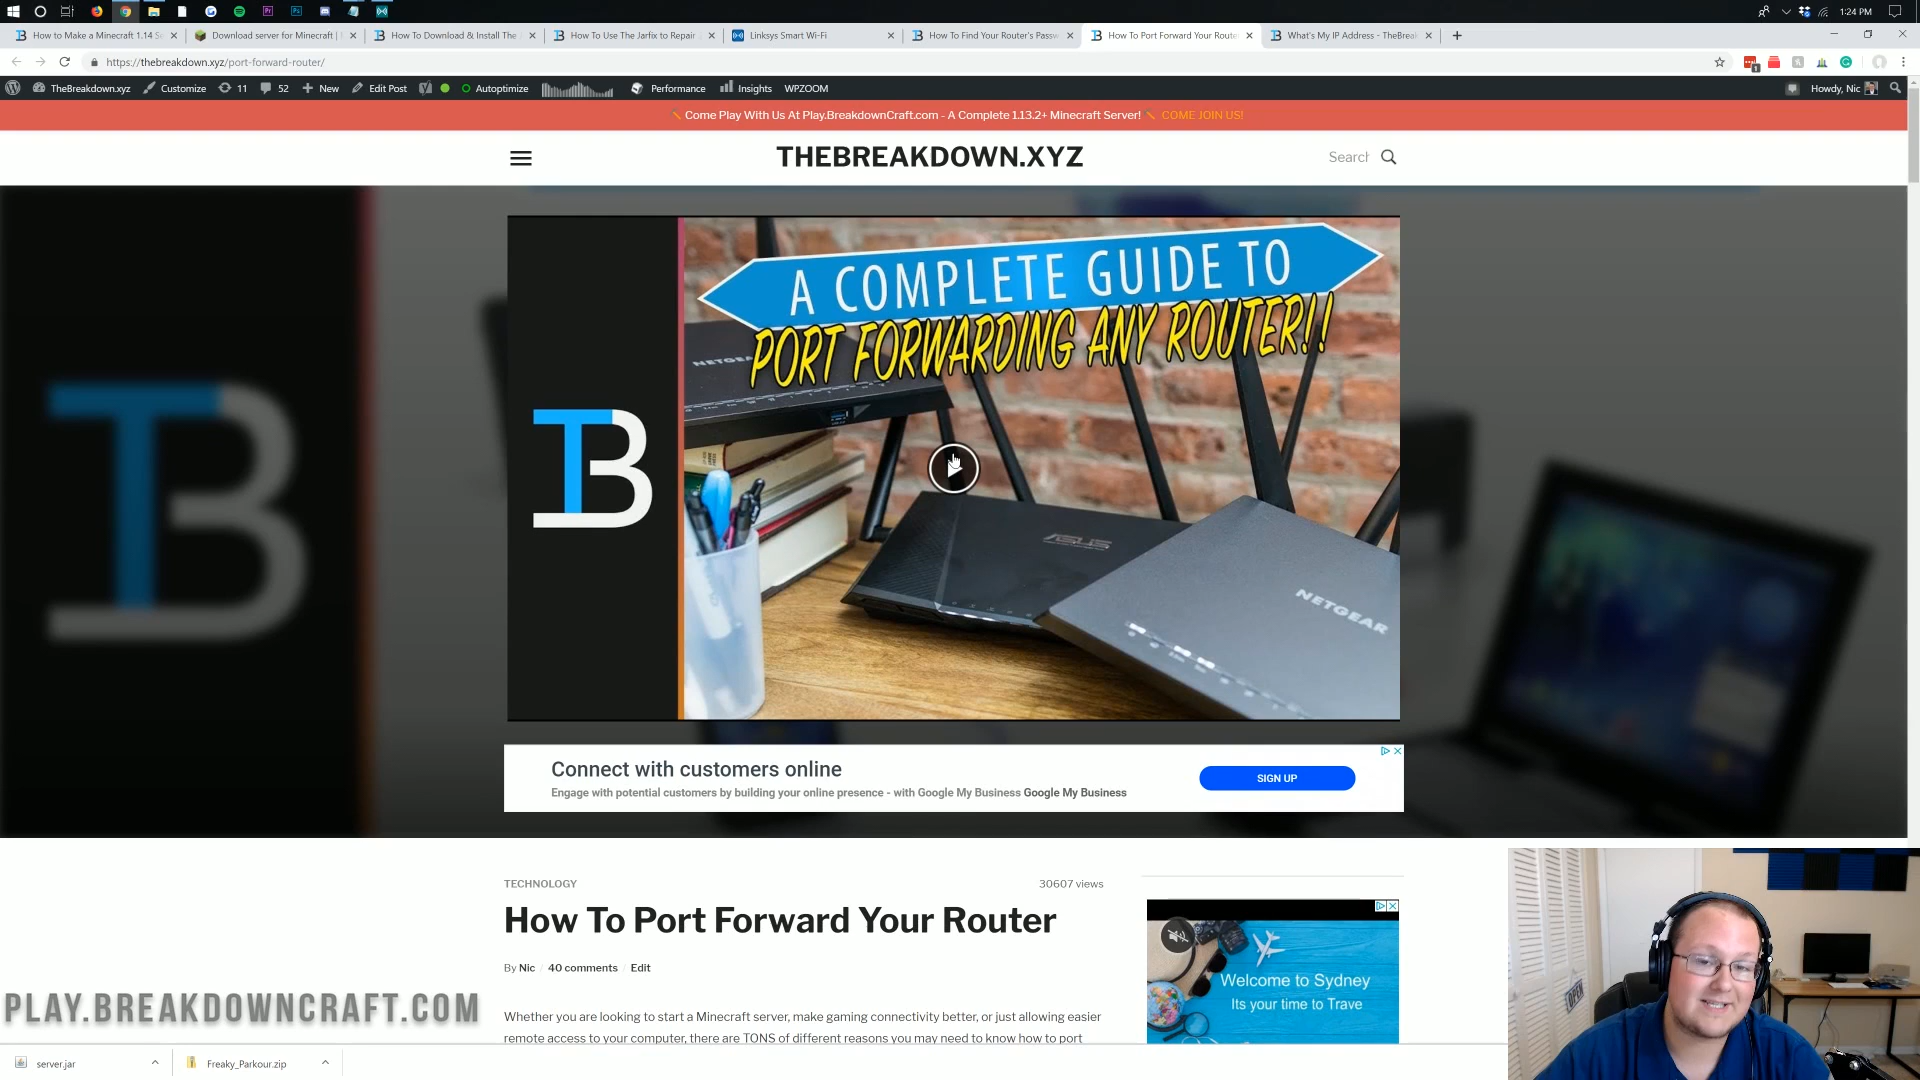 1:24 PM
How to Make a Minecraft 1.14 Se
Download server for Minecraft |
How To Download & Install The
How To Use The Jarfix to Repair
Linksys Smart Wi-Fi
How To Find Your Router's Passw
How To Port Forward Your Route
What's My IP Address - TheBreak
https://thebreakdown.xyz/port-forward-router/
1
TheBreakdown.xyz
Customize
11
52
New
Edit Post
Autoptimize
Performance
Insights
WPZOOM
Howdy, Nic
Come Play With Us At Play.BreakdownCraft.com - A Complete 1.13.2+ Minecraft Server!
COME JOIN US!
THEBREAKDOWN.XYZ
Search
A COMPLETE GUIDE TO
PORT FORWARDING ANY ROUTER!!
NETGEAR
TB
ASUS
NETGEAR
TB
Connect with customers online
SIGN UP
Engage with potential customers by building your online presence - with Google My Business Google My Business
TECHNOLOGY
30607 views
How To Port Forward Your Router
By Nic / 40 comments / Edit
Welcome to Sydney
Its your time to Trave
OPEN
PLAY.BREAKDOWNCRAFT.COM
Whether you are looking to start a Minecraft server, make gaming connectivity better, or just allowing easier
remote access to your computer, there are TONS of different reasons you may need to know how to port
server.jar
Freaky_Parkour.zip